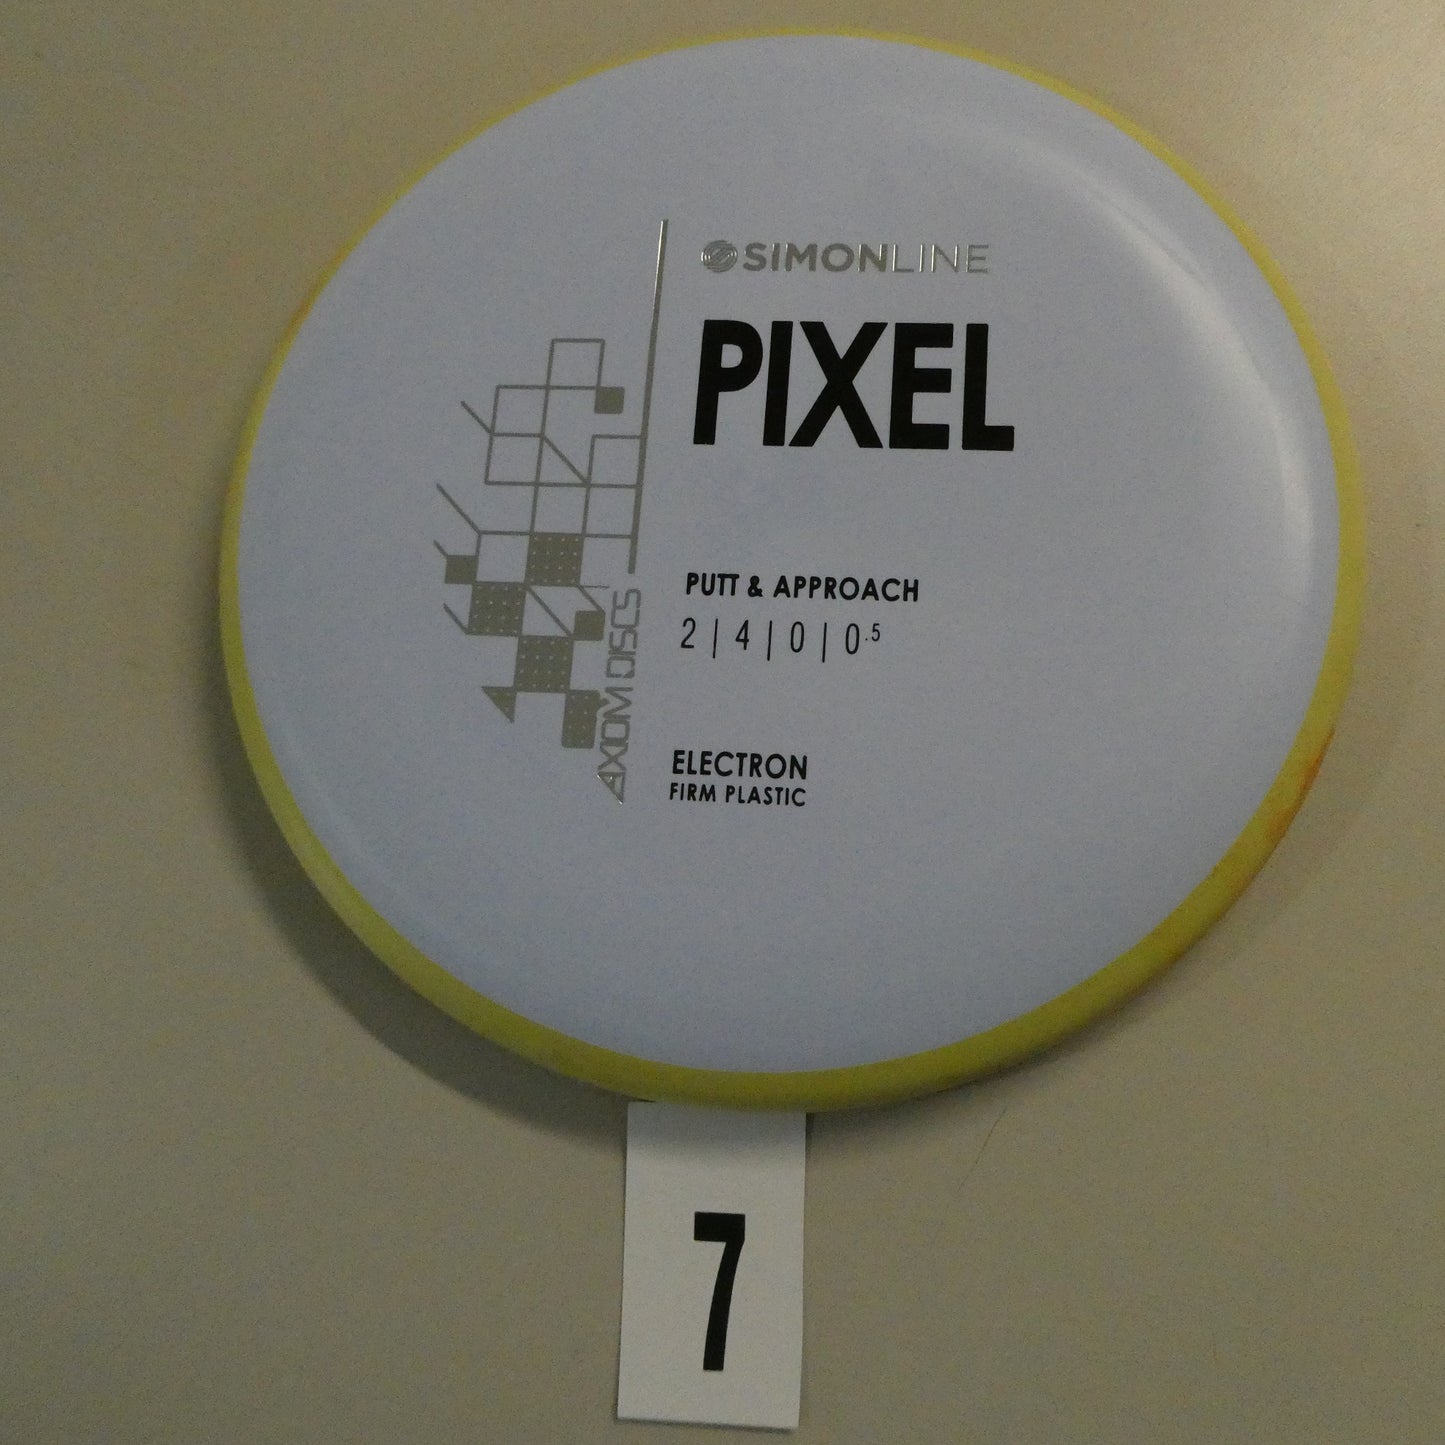 SIMONLINE
PIXEL
PUTT & APPROACH
2 | 4 | 0 | 0.5
ELECTRON
FIRM PLASTIC
AXIOM DISCS
7